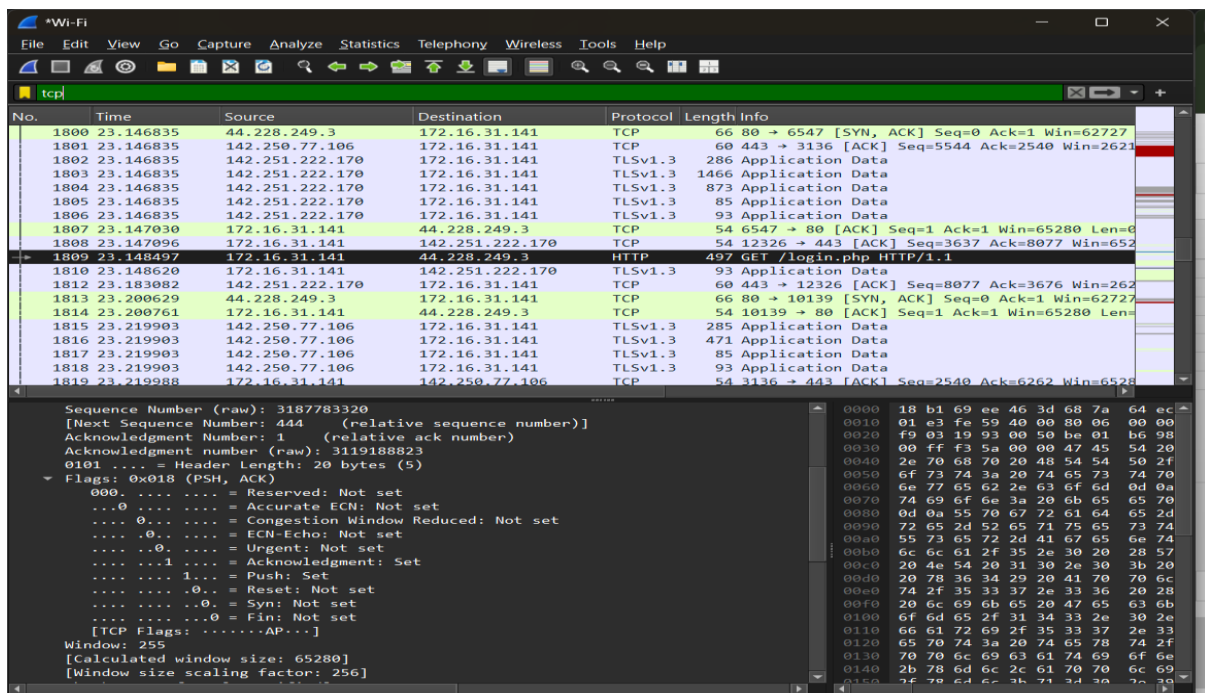 *Wi-Fi
File Edit View Go Capture Analyze Statistics Telephony Wireless Tools Help
tcp
No. Time Source Destination Protocol Length Info
1800 23.146835 44.228.249.3 172.16.31.141 TCP 66 80 → 6547 [SYN, ACK] Seq=0 Ack=1 Win=62727
1801 23.146835 142.250.77.106 172.16.31.141 TCP 60 443 → 3136 [ACK] Seq=5544 Ack=2540 Win=2621
1802 23.146835 142.251.222.170 172.16.31.141 TLSv1.3 286 Application Data
1803 23.146835 142.251.222.170 172.16.31.141 TLSv1.3 1466 Application Data
1804 23.146835 142.251.222.170 172.16.31.141 TLSv1.3 873 Application Data
1805 23.146835 142.251.222.170 172.16.31.141 TLSv1.3 85 Application Data
1806 23.146835 142.251.222.170 172.16.31.141 TLSv1.3 93 Application Data
1807 23.147030 172.16.31.141 44.228.249.3 TCP 54 6547 → 80 [ACK] Seq=1 Ack=1 Win=65280 Len=0
1808 23.147096 172.16.31.141 142.251.222.170 TCP 54 12326 → 443 [ACK] Seq=3637 Ack=8077 Win=652
1809 23.148497 172.16.31.141 44.228.249.3 HTTP 497 GET /login.php HTTP/1.1
1810 23.148620 172.16.31.141 142.251.222.170 TLSv1.3 93 Application Data
1812 23.183082 142.251.222.170 172.16.31.141 TCP 60 443 → 12326 [ACK] Seq=8077 Ack=3676 Win=262
1813 23.200629 44.228.249.3 172.16.31.141 TCP 66 80 → 10139 [SYN, ACK] Seq=0 Ack=1 Win=62727
1814 23.200761 172.16.31.141 44.228.249.3 TCP 54 10139 → 80 [ACK] Seq=1 Ack=1 Win=65280 Len=
1815 23.219903 142.250.77.106 172.16.31.141 TLSv1.3 285 Application Data
1816 23.219903 142.250.77.106 172.16.31.141 TLSv1.3 471 Application Data
1817 23.219903 142.250.77.106 172.16.31.141 TLSv1.3 85 Application Data
1818 23.219903 142.250.77.106 172.16.31.141 TLSv1.3 93 Application Data
1819 23.219988 172.16.31.141 142.250.77.106 TCP 54 3136 → 443 [ACK] Seq=2540 Ack=6262 Win=6528
Sequence Number (raw): 3187783320
[Next Sequence Number: 444 (relative sequence number)]
Acknowledgment Number: 1 (relative ack number)
Acknowledgment number (raw): 3119188823
0101 .... = Header Length: 20 bytes (5)
Flags: 0x018 (PSH, ACK)
000. .... .... = Reserved: Not set
...0 .... .... = Accurate ECN: Not set
.... 0... .... = Congestion Window Reduced: Not set
.... .0.. .... = ECN-Echo: Not set
.... ..0. .... = Urgent: Not set
.... ...1 .... = Acknowledgment: Set
.... .... 1... = Push: Set
.... .... .0.. = Reset: Not set
.... .... ..0. = Syn: Not set
.... .... ...0 = Fin: Not set
[TCP Flags: ·······AP···]
Window: 255
[Calculated window size: 65280]
[Window size scaling factor: 256]
0000 18 b1 69 ee 46 3d 68 7a 64 ec
0010 01 e3 fe 59 40 00 80 06 00 00
0020 f9 03 19 93 00 50 be 01 b6 98
0030 00 ff f3 5a 00 00 47 45 54 20
0040 2e 70 68 70 20 48 54 54 50 2f
0050 6f 73 74 3a 20 74 65 73 74 70
0060 6e 77 65 62 2e 63 6f 6d 0d 0a
0070 74 69 6f 6e 3a 20 6b 65 65 70
0080 0d 0a 55 70 67 72 61 64 65 2d
0090 72 65 2d 52 65 71 75 65 73 74
00a0 55 73 65 72 2d 41 67 65 6e 74
00b0 6c 6c 61 2f 35 2e 30 20 28 57
00c0 20 4e 54 20 31 30 2e 30 3b 20
00d0 20 78 36 34 29 20 41 70 70 6c
00e0 74 2f 35 33 37 2e 33 36 20 28
00f0 20 6c 69 6b 65 20 47 65 63 6b
0100 6f 6d 65 2f 31 34 33 2e 30 2e
0110 66 61 72 69 2f 35 33 37 2e 33
0120 65 70 74 3a 20 74 65 78 74 2f
0130 70 70 6c 69 63 61 74 69 6f 6e
0140 2b 78 6d 6c 2c 61 70 70 6c 69
0150 2f 78 6d 6c 3b 71 3d 30 2e 39